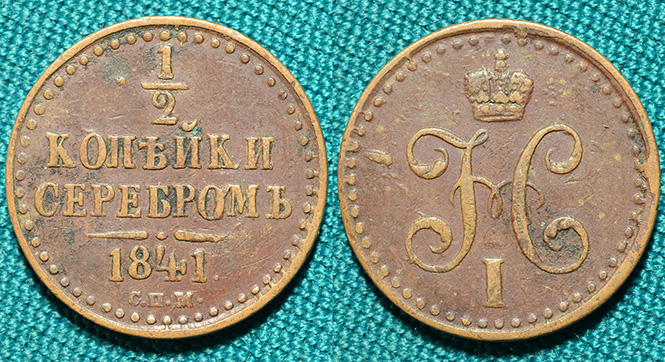 1/2
КОПѢЙКИ
СЕРЕБРОМЪ
1841.
С.П.М.
Н
I